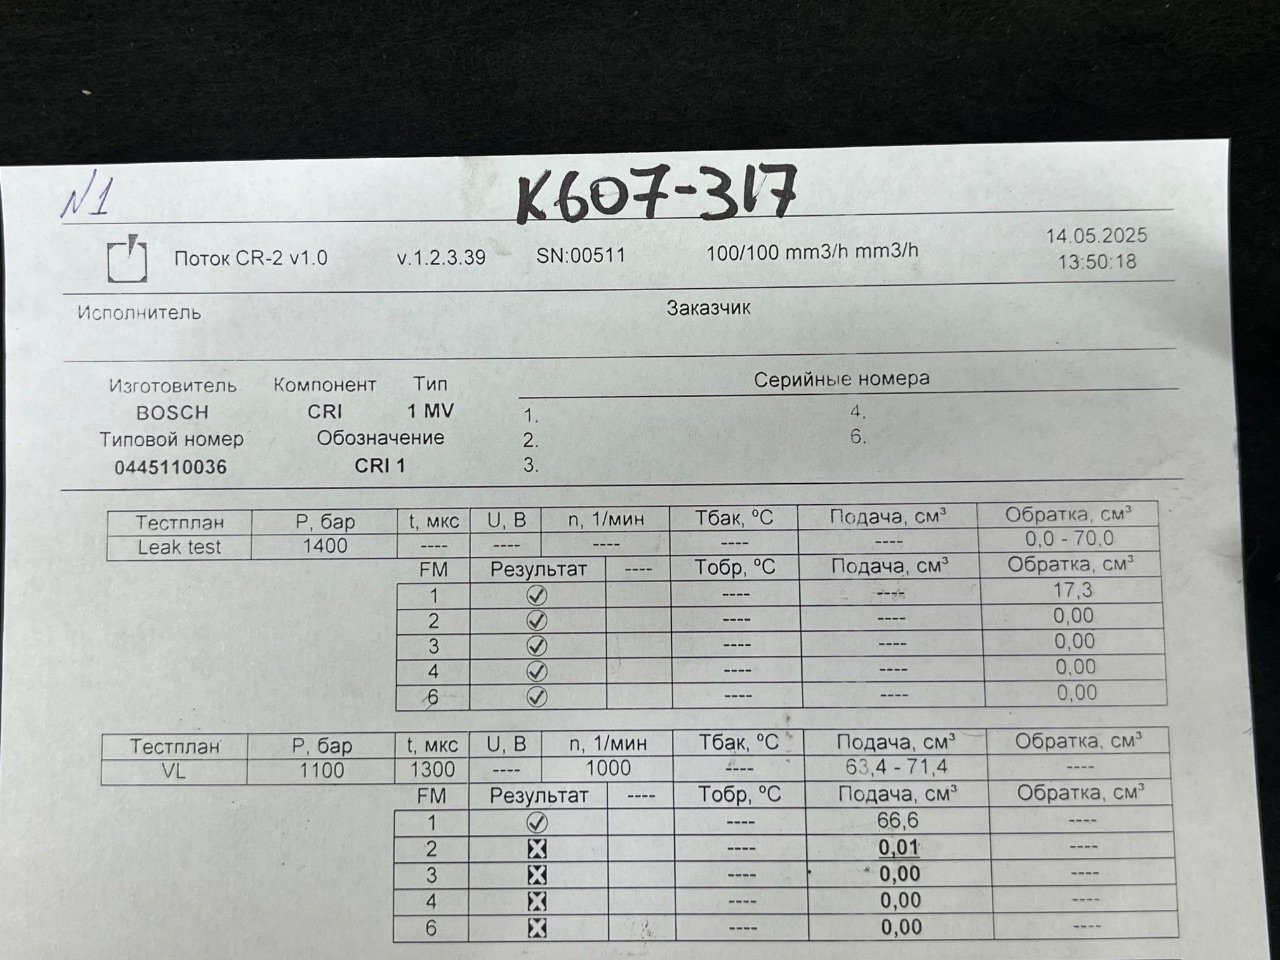 N1
К607-317
Поток CR-2 v1.0 v.1.2.3.39 SN:00511 100/100 mm3/h mm3/h 14.05.2025
13:50:18
Исполнитель Заказчик
Изготовитель Компонент Тип Серийные номера
BOSCH CRI 1 MV 1. 4.
Типовой номер Обозначение 2. 6.
0445110036 CRI 1 3.
Тестплан P, бар t, мкс U, В n, 1/мин Тбак, ºC Подача, см³ Обратка, см³
Leak test 1400 ---- ---- ---- ---- ---- 0,0 - 70,0
FM Результат ---- Тобр, ºC Подача, см³ Обратка, см³
1 ---- ---- 17,3
2 ---- ---- 0,00
3 ---- ---- 0,00
4 ---- ---- 0,00
6 ---- ---- 0,00
Тестплан P, бар t, мкс U, В n, 1/мин Тбак, ºC Подача, см³ Обратка, см³
VL 1100 1300 ---- 1000 ---- 63,4 - 71,4 ----
FM Результат ---- Тобр, ºC Подача, см³ Обратка, см³
1 ---- 66,6 ----
2 ---- 0,01 ----
3 ---- 0,00 ----
4 ---- 0,00 ----
6 ---- 0,00 ----